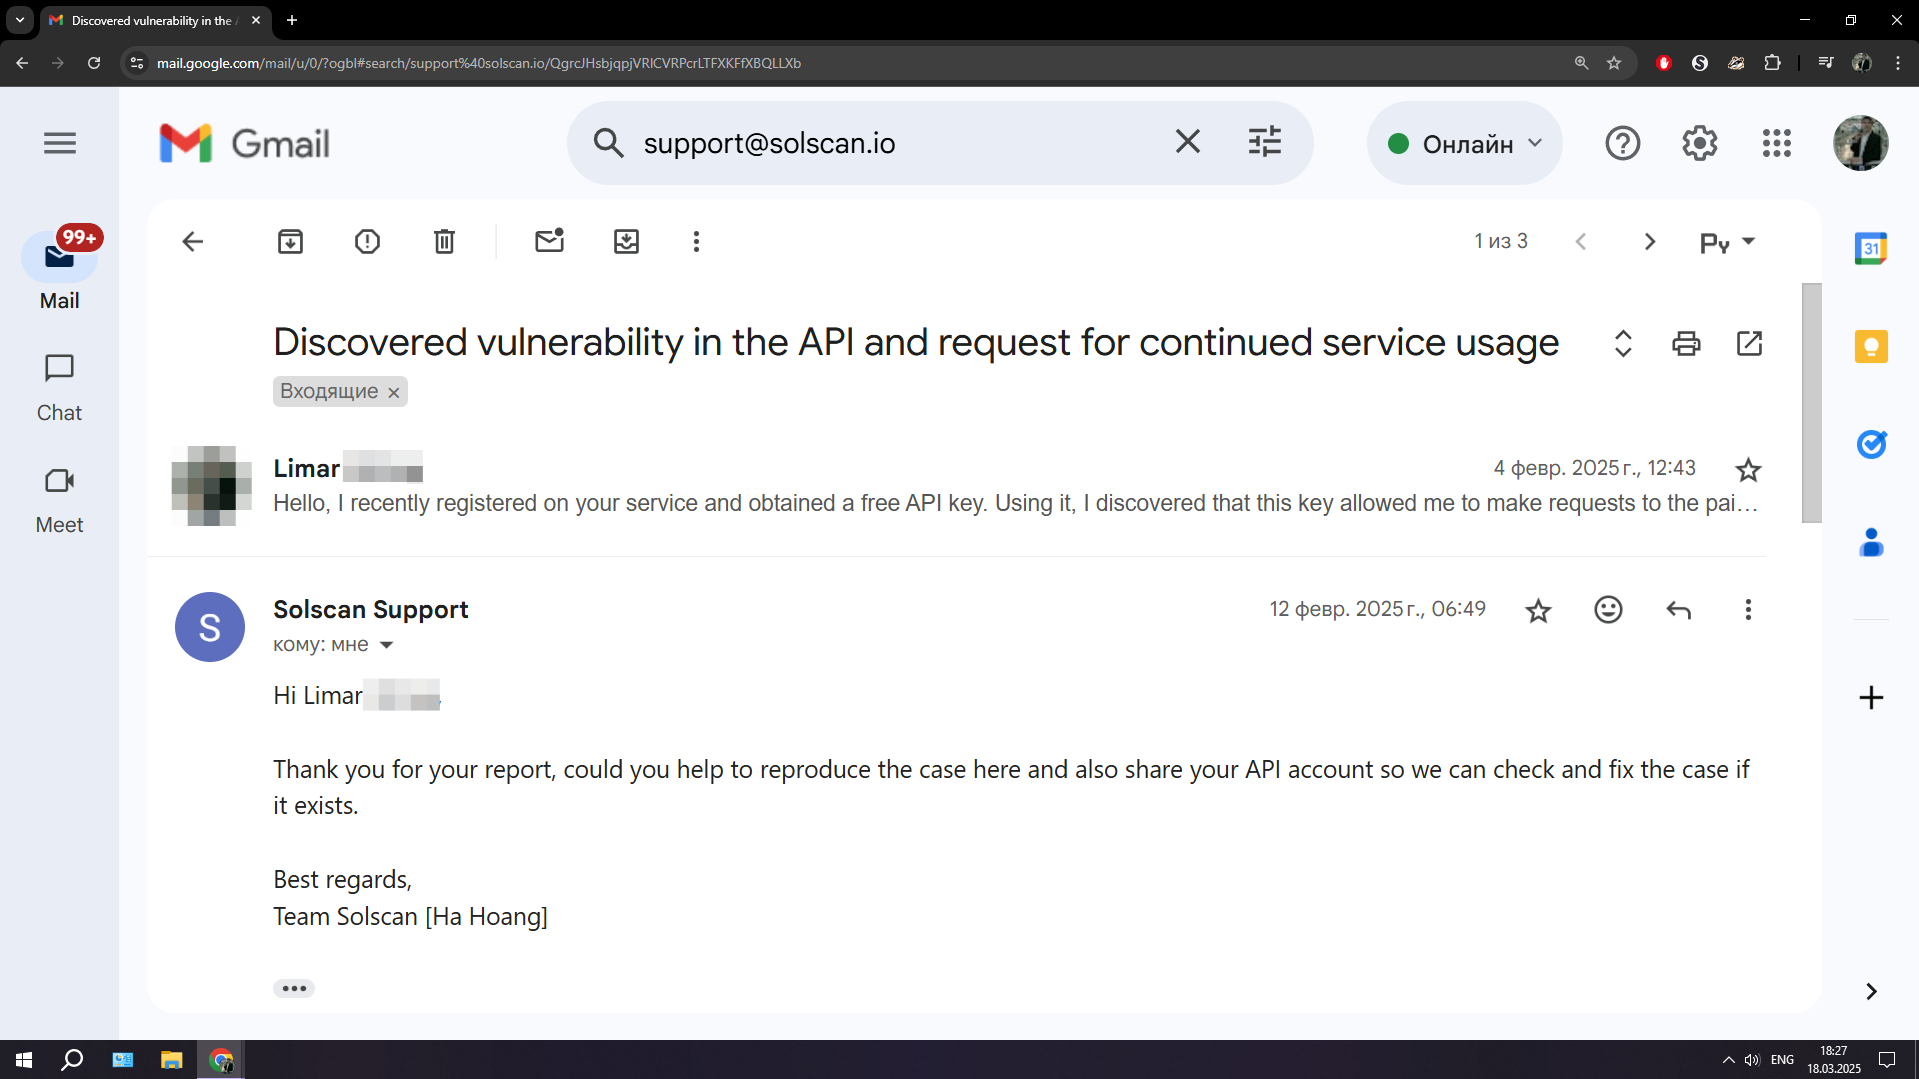 Discovered vulnerability in the
mail.google.com/mail/u/0/?ogbl#search/support%40solscan.io/QgrcJHsbjqpjVRlCVRPcrLTFXKFfXBQLLXb
Gmail
support@solscan.io
Онлайн
99+
Mail
Chat
Meet
1 из 3
Ру
31
Discovered vulnerability in the API and request for continued service usage
Входящие ×
Limar
4 февр. 2025 г., 12:43
Hello, I recently registered on your service and obtained a free API key. Using it, I discovered that this key allowed me to make requests to the pai…
Solscan Support
12 февр. 2025 г., 06:49
кому: мне
S
Hi Limar
Thank you for your report, could you help to reproduce the case here and also share your API account so we can check and fix the case if
it exists.
Best regards,
Team Solscan [Ha Hoang]
ENG
18:27
18.03.2025